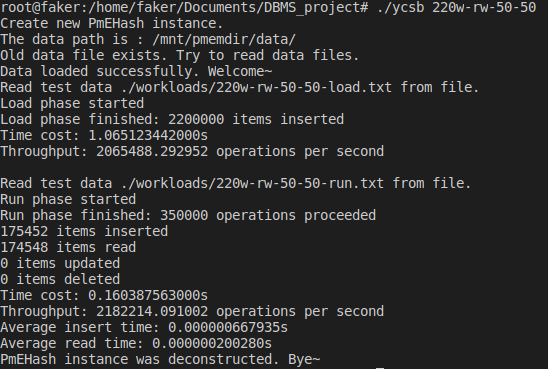 root@faker:/home/faker/Documents/DBMS_project# ./ycsb 220w-rw-50-50
Create new PmEHash instance.
The data path is : /mnt/pmemdir/data/
Old data file exists. Try to read data files.
Data loaded successfully. Welcome~
Read test data ./workloads/220w-rw-50-50-load.txt from file.
Load phase started
Load phase finished: 2200000 items inserted
Time cost: 1.065123442000s
Throughput: 2065488.292952 operations per second

Read test data ./workloads/220w-rw-50-50-run.txt from file.
Run phase started
Run phase finished: 350000 operations proceeded
175452 items inserted
174548 items read
0 items updated
0 items deleted
Time cost: 0.160387563000s
Throughput: 2182214.091002 operations per second
Average insert time: 0.000000667935s
Average read time: 0.000000200280s
PmEHash instance was deconstructed. Bye~